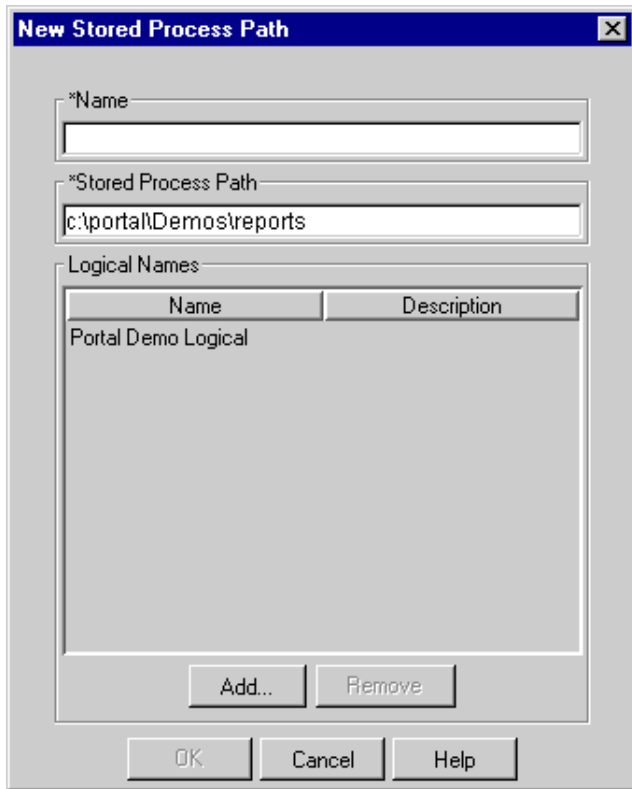 New Stored Process Path
*Name
*Stored Process Path
c:\portal\Demos\reports
Logical Names
Name Description
Portal Demo Logical
Add... Remove
OK Cancel Help